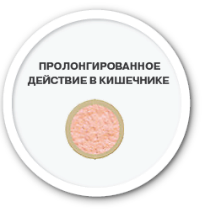 ПРОЛОНГИРОВАННОЕ
ДЕЙСТВИЕ В КИШЕЧНИКЕ